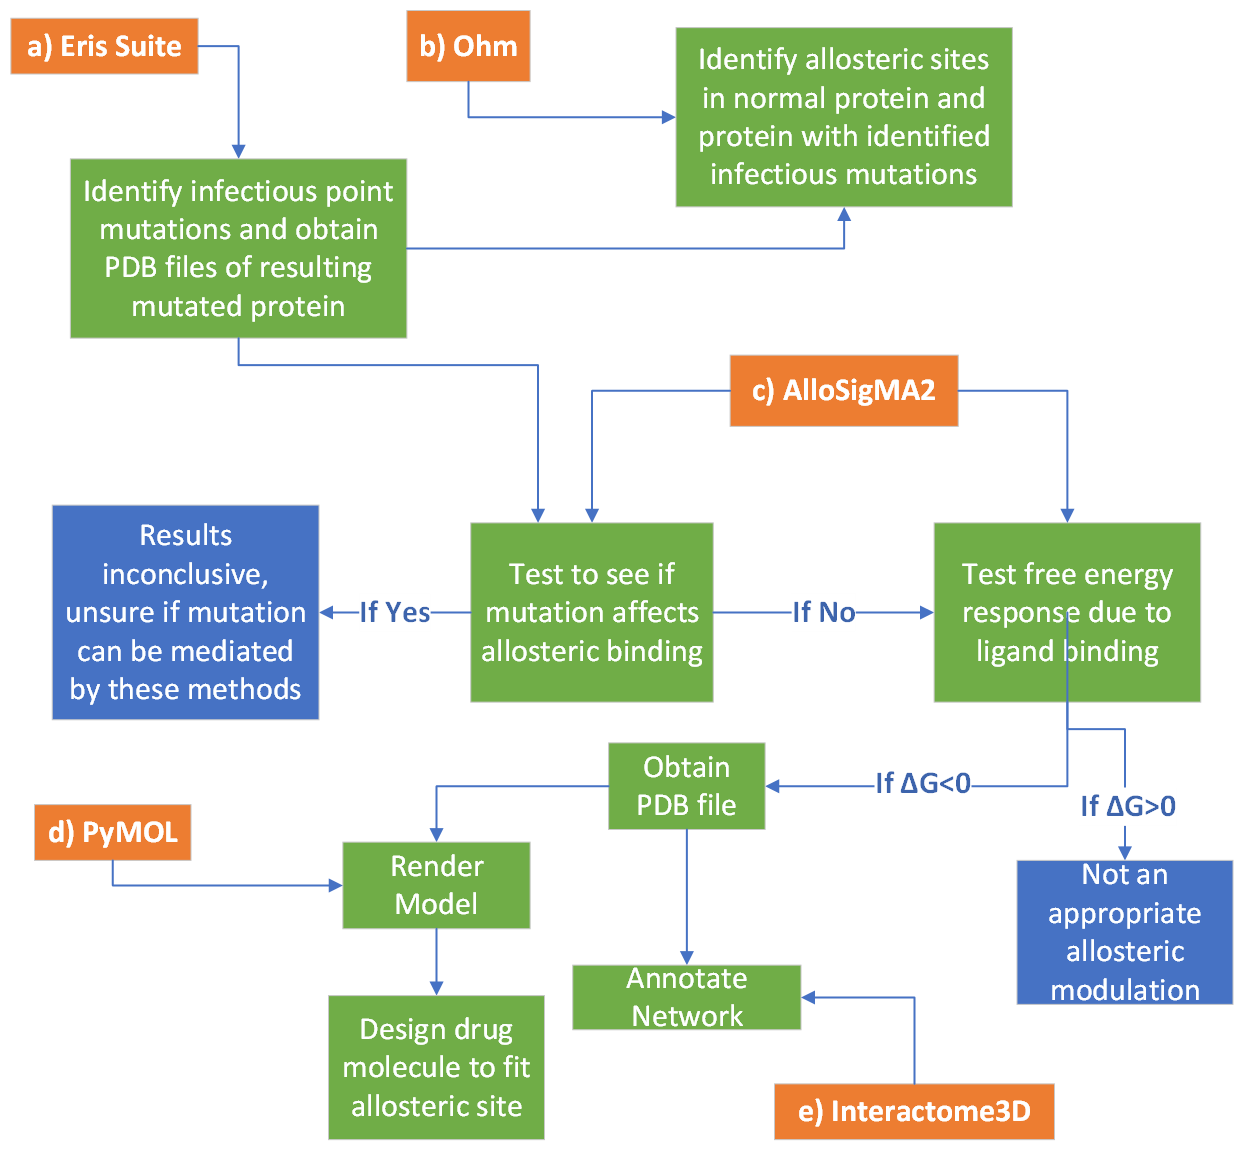 a) Eris Suite
b) Ohm
Identify allosteric sites
in normal protein and
protein with identified
infectious mutations
Identify infectious point
mutations and obtain
PDB files of resulting
mutated protein
c) AlloSigMA2
Results
inconclusive,
unsure if mutation
can be mediated
by these methods
If Yes
Test to see if
mutation affects
allosteric binding
If No
Test free energy
response due to
ligand binding
Obtain
PDB file
If ΔG<0
If ΔG>0
d) PyMOL
Render
Model
Not an
appropriate
allosteric
modulation
Annotate
Network
Design drug
molecule to fit
allosteric site
e) Interactome3D